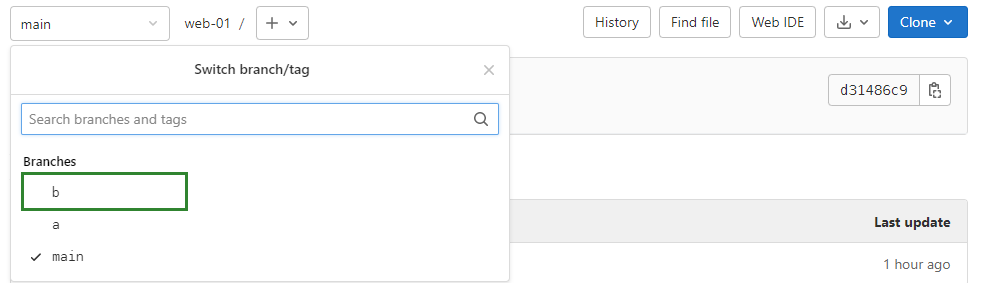 main
web-01 /
History
Find file
Web IDE
Clone
Switch branch/tag
d31486c9
Search branches and tags
Branches
b
a
main
Last update
1 hour ago